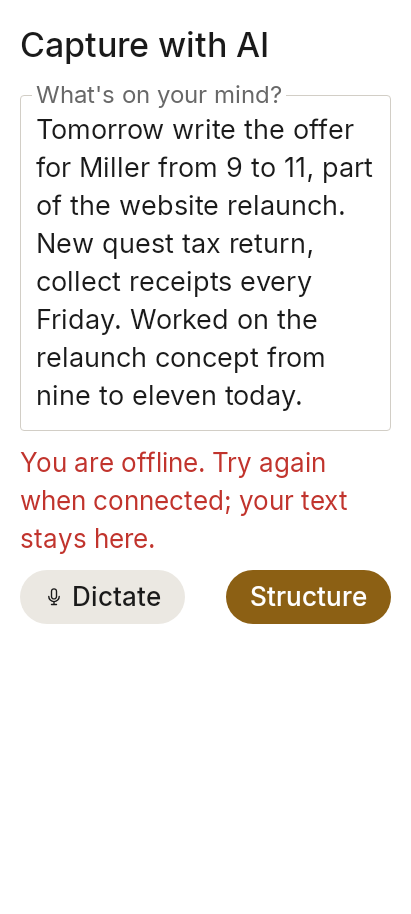 Capture with AI
What's on your mind?
Tomorrow write the offer
for Miller from 9 to 11, part
of the website relaunch.
New quest tax return,
collect receipts every
Friday. Worked on the
relaunch concept from
nine to eleven today.
You are offline. Try again
when connected; your text
stays here.
Dictate
Structure